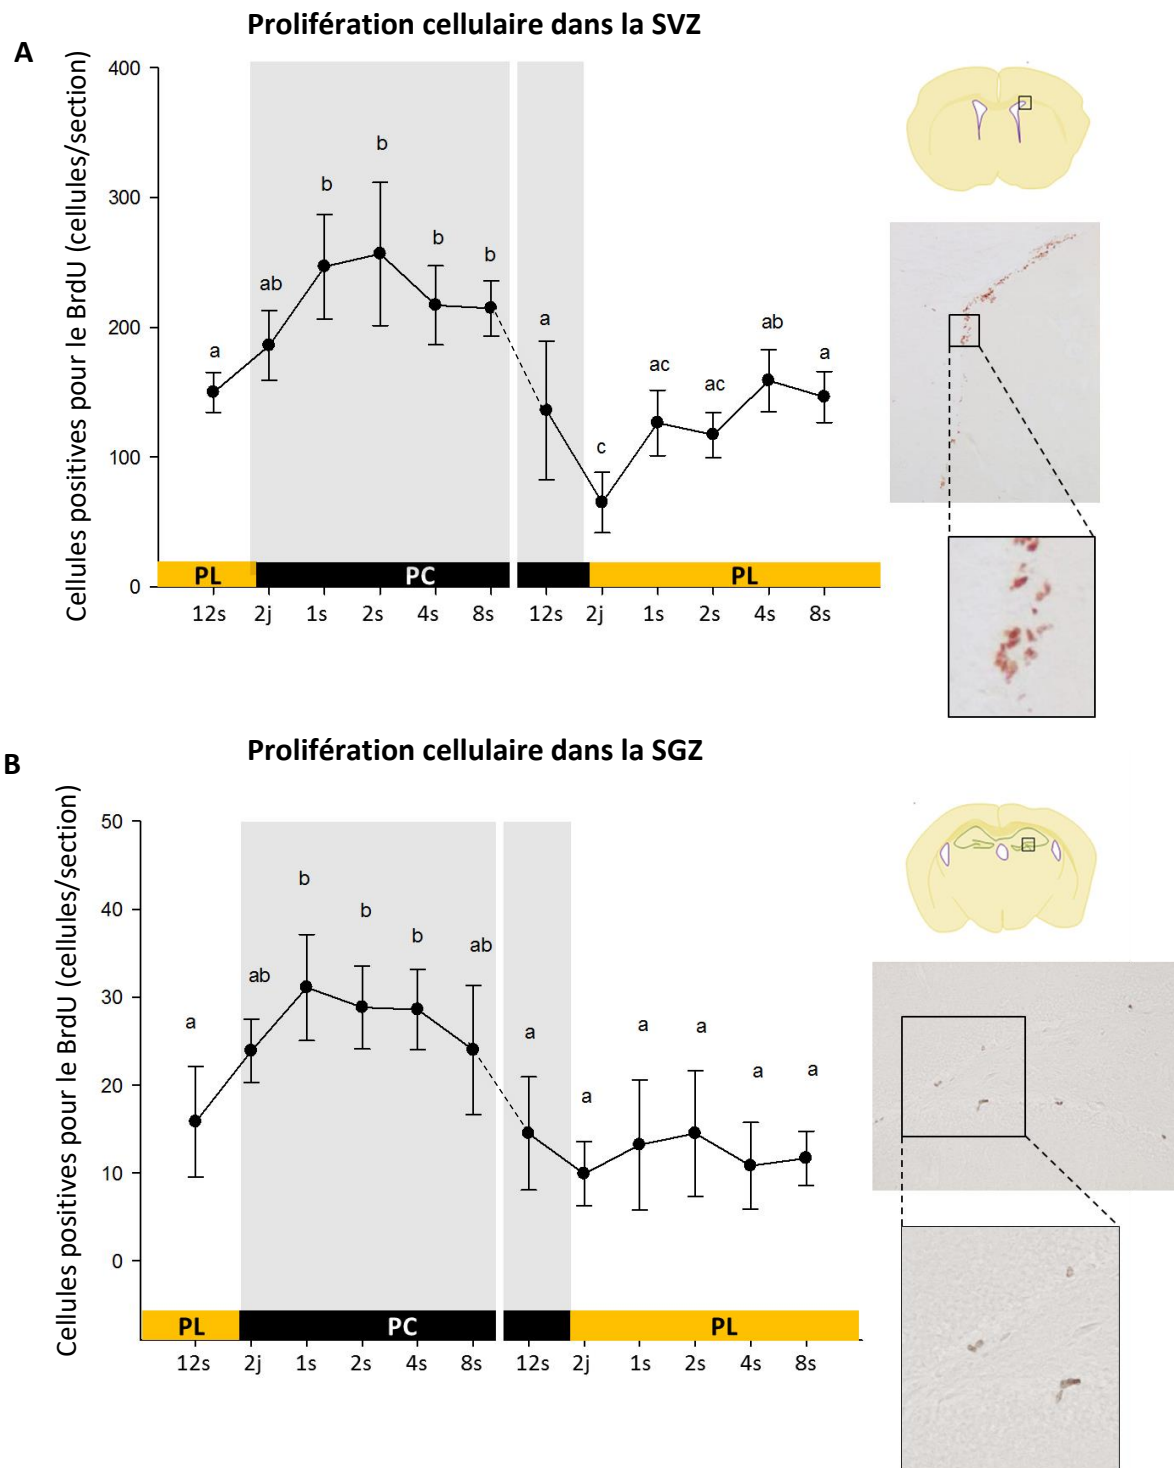 Prolifération cellulaire dans la SVZ
A
Cellules positives pour le BrdU (cellules/section)
400
300
200
100
0
a
ab
b
b
b
b
a
c
ac
ac
ab
a
PL
PC
PL
12s
2j
1s
2s
4s
8s
12s
2j
1s
2s
4s
8s
Prolifération cellulaire dans la SGZ
B
Cellules positives pour le BrdU (cellules/section)
50
40
30
20
10
0
a
ab
b
b
b
ab
a
a
a
a
a
a
PL
PC
PL
12s
2j
1s
2s
4s
8s
12s
2j
1s
2s
4s
8s